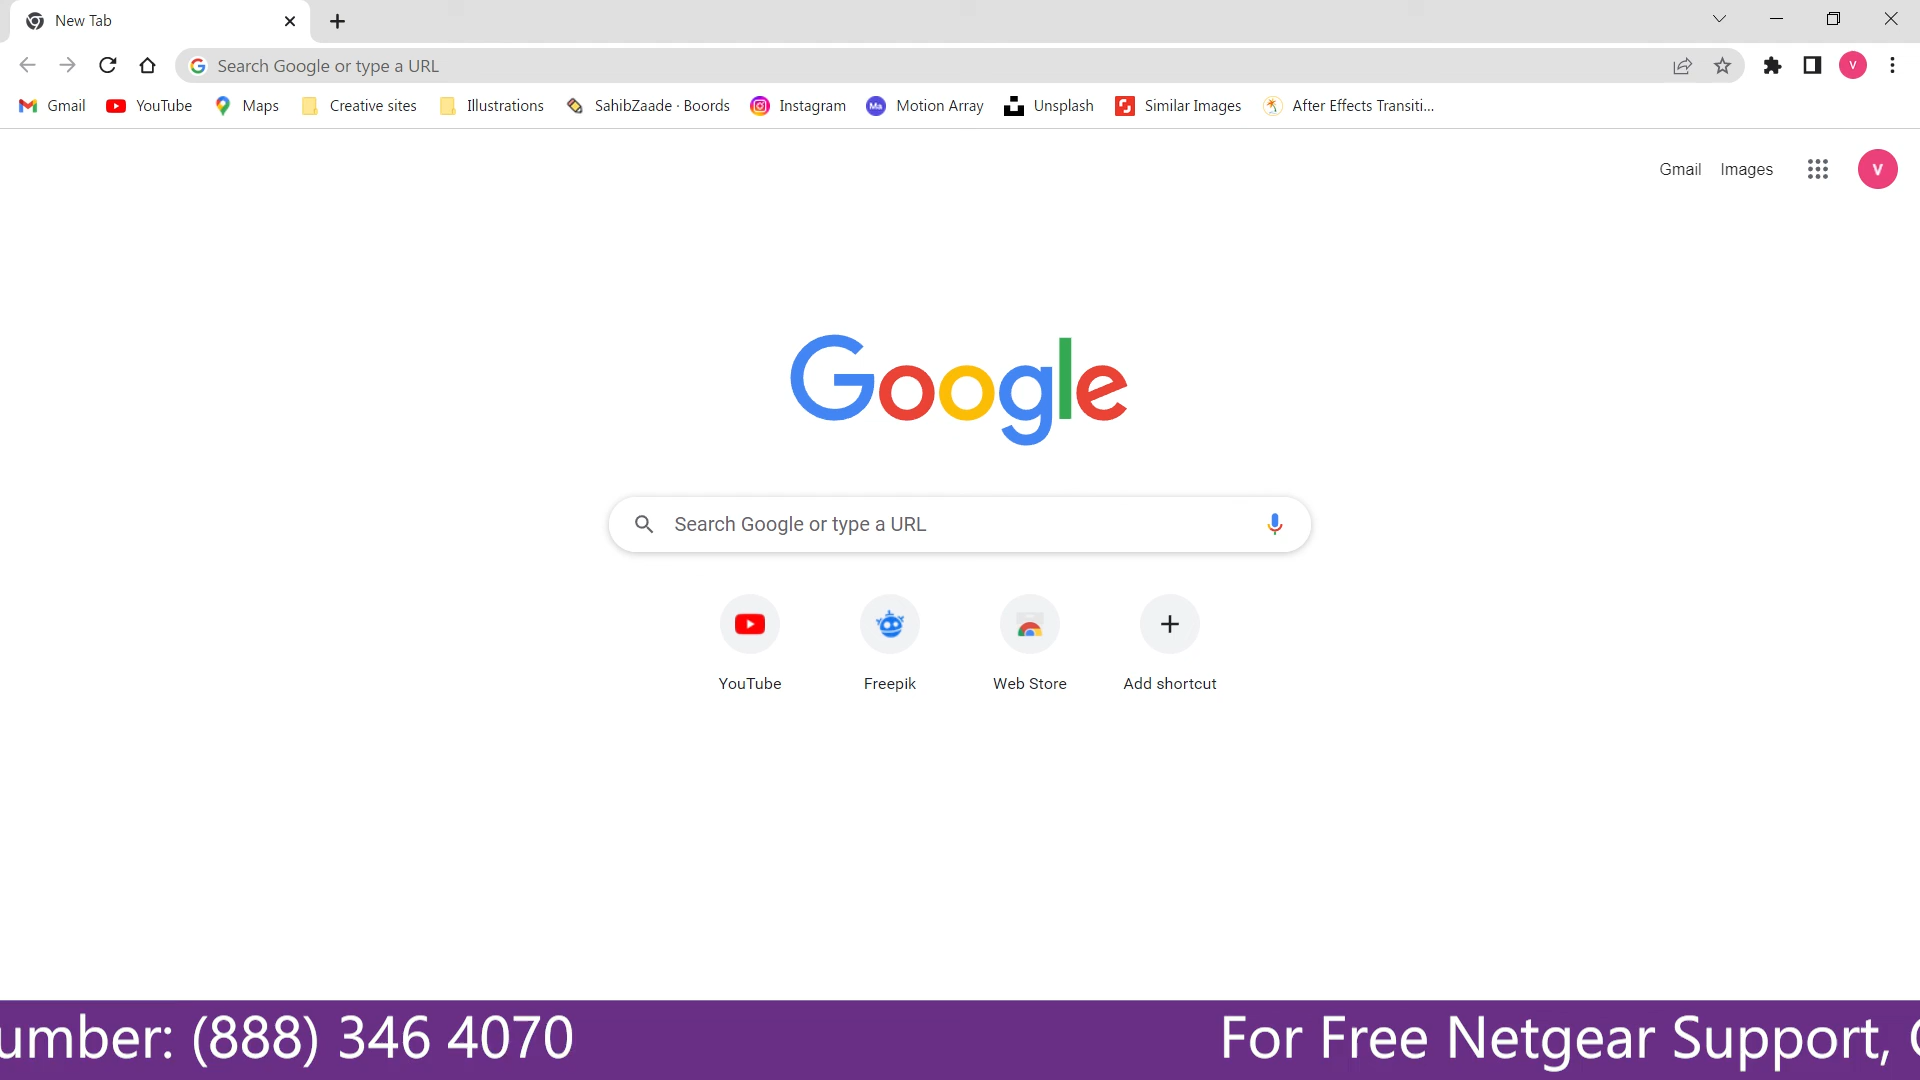 New Tab
Search Google or type a URL
Gmail YouTube Maps Creative sites Illustrations SahibZaade · Boords Instagram Ma Motion Array Unsplash Similar Images After Effects Transiti...
Gmail Images V
Google
Search Google or type a URL
YouTube Freepik Web Store Add shortcut
umber: (888) 346 4070 For Free Netgear Support,